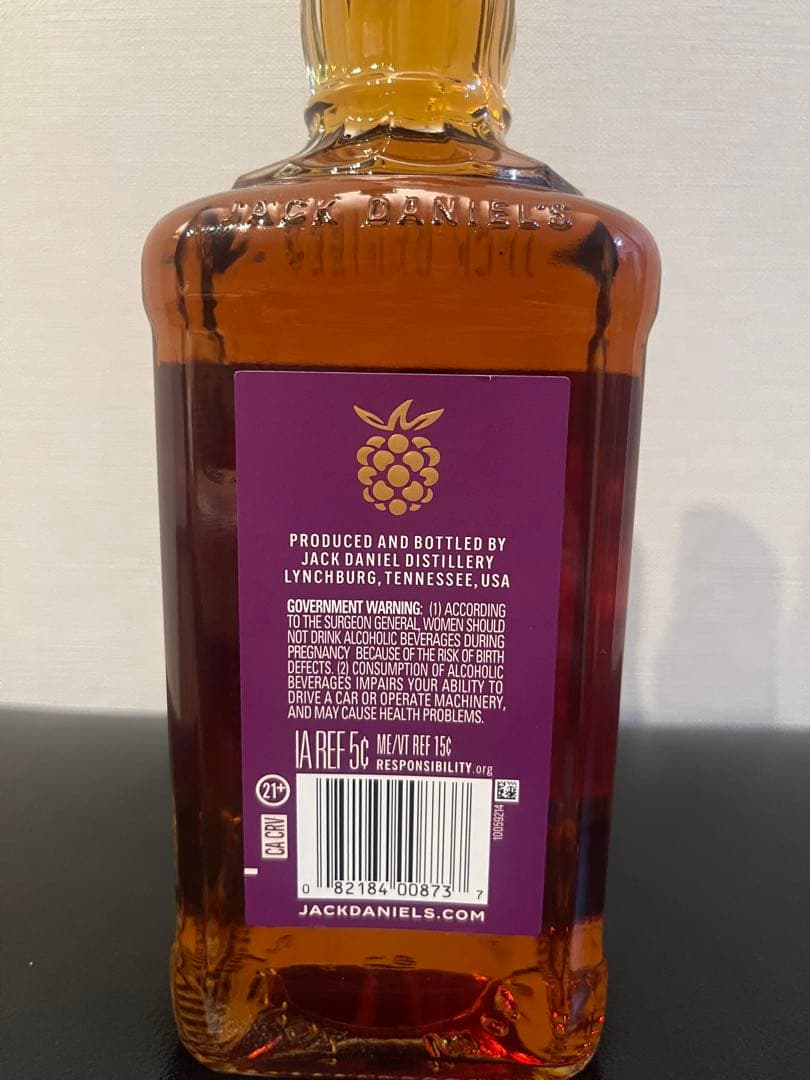 JACK DANIEL'S
PRODUCED AND BOTTLED BY
JACK DANIEL DISTILLERY
LYNCHBURG, TENNESSEE, USA
GOVERNMENT WARNING: (1) ACCORDING
TO THE SURGEON GENERAL, WOMEN SHOULD
NOT DRINK ALCOHOLIC BEVERAGES DURING
PREGNANCY BECAUSE OF THE RISK OF BIRTH
DEFECTS. (2) CONSUMPTION OF ALCOHOLIC
BEVERAGES IMPAIRS YOUR ABILITY TO
DRIVE A CAR OR OPERATE MACHINERY,
AND MAY CAUSE HEALTH PROBLEMS.
IA REF 5¢ ME/VT REF 15¢
RESPONSIBILITY.org
21+
CA CRV
10059214
0 82184 00873 7
JACKDANIELS.COM